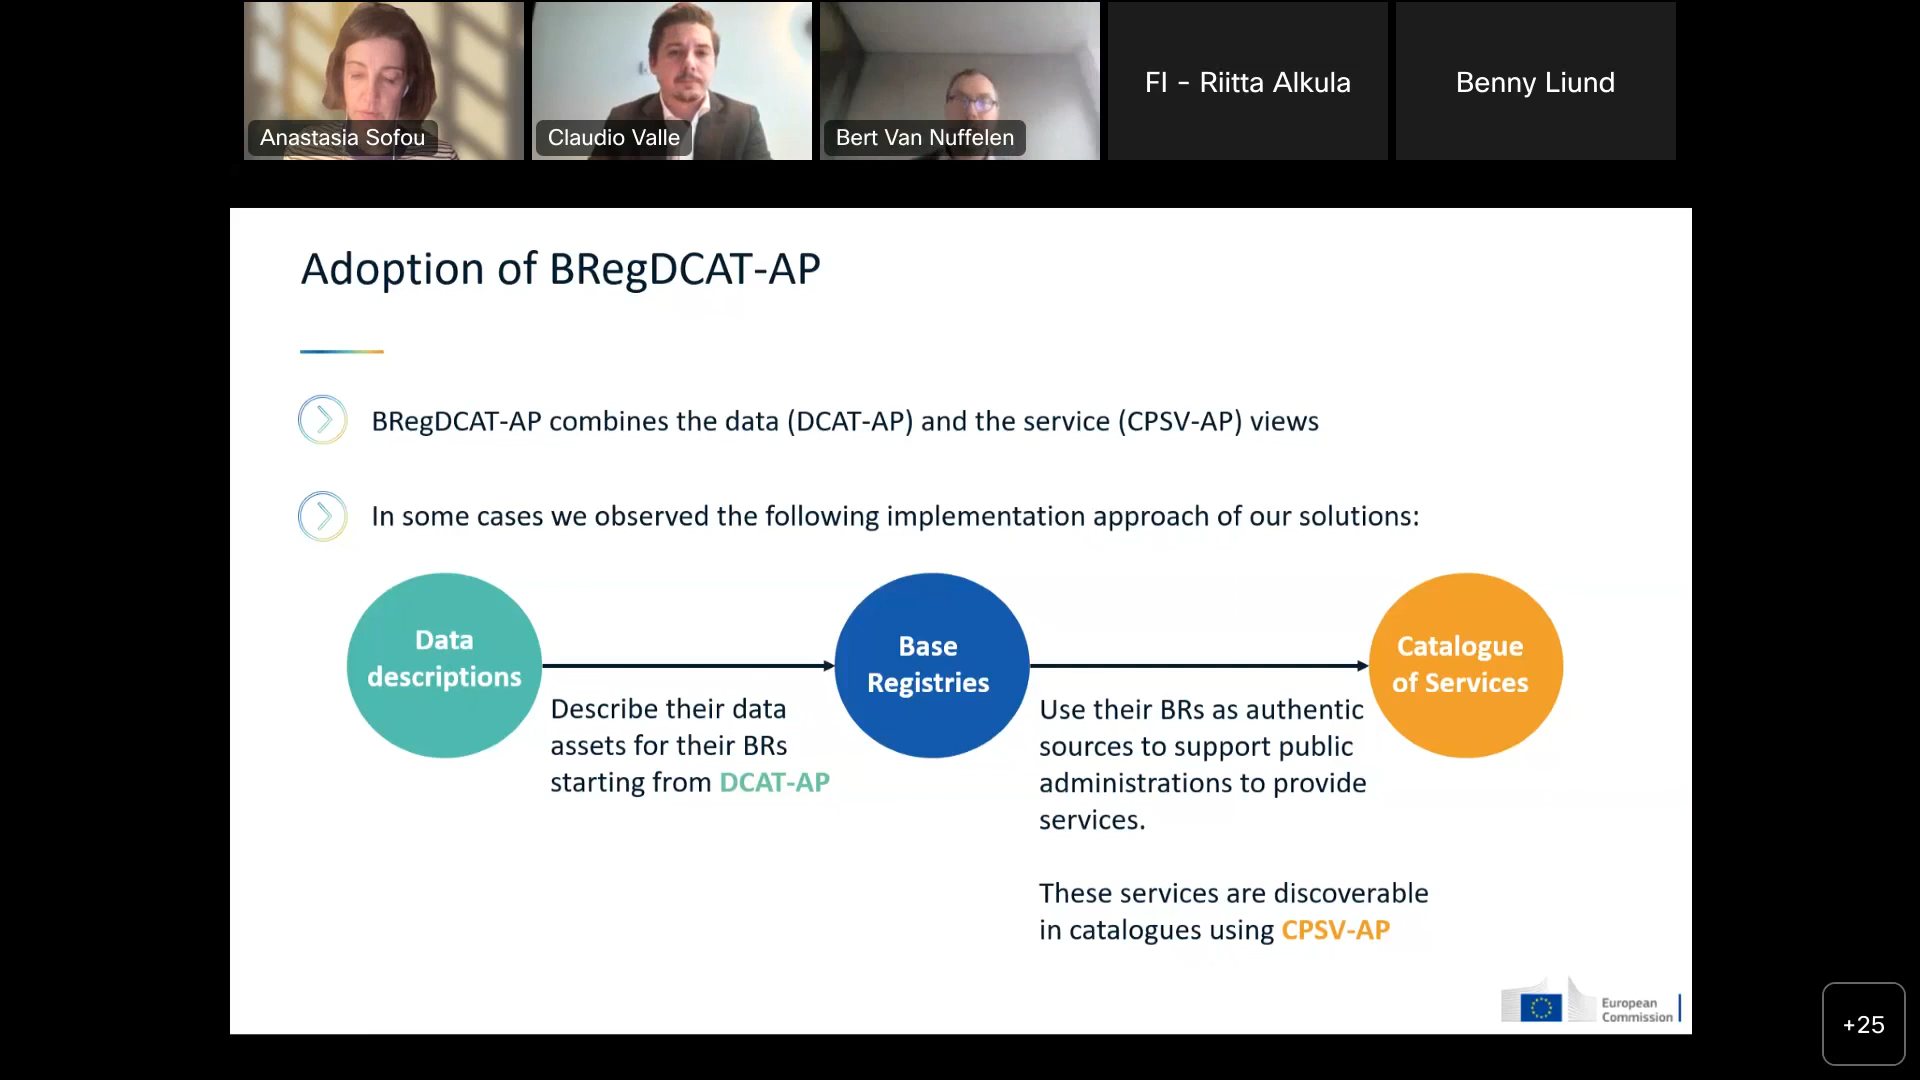 Anastasia Sofou
Claudio Valle
Bert Van Nuffelen
FI - Riitta Alkula
Benny Liund
Adoption of BRegDCAT-AP
BRegDCAT-AP combines the data (DCAT-AP) and the service (CPSV-AP) views
In some cases we observed the following implementation approach of our solutions:
Data
descriptions
Describe their data
assets for their BRs
starting from DCAT-AP
Base
Registries
Use their BRs as authentic
sources to support public
administrations to provide
services.
These services are discoverable
in catalogues using CPSV-AP
Catalogue
of Services
European
Commission
+25